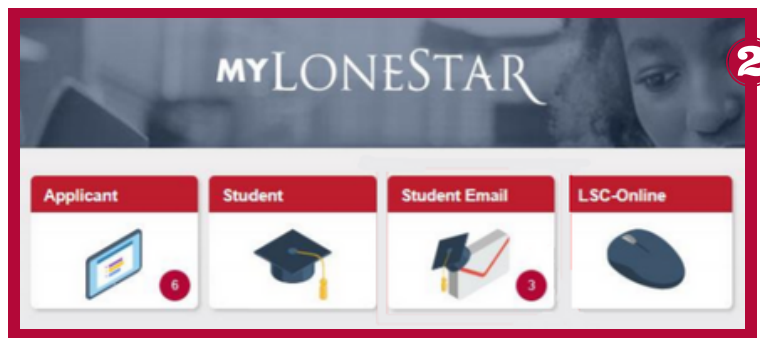 MYLONESTAR
2
Applicant
Student
Student Email
LSC-Online
6
3